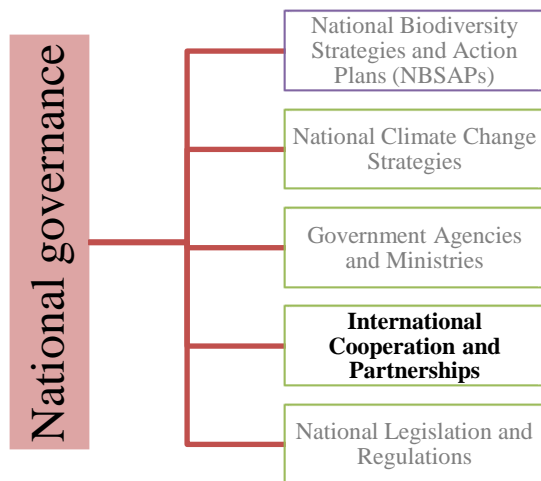 National governance
National Biodiversity
Strategies and Action
Plans (NBSAPs)
National Climate Change
Strategies
Government Agencies
and Ministries
International
Cooperation and
Partnerships
National Legislation and
Regulations